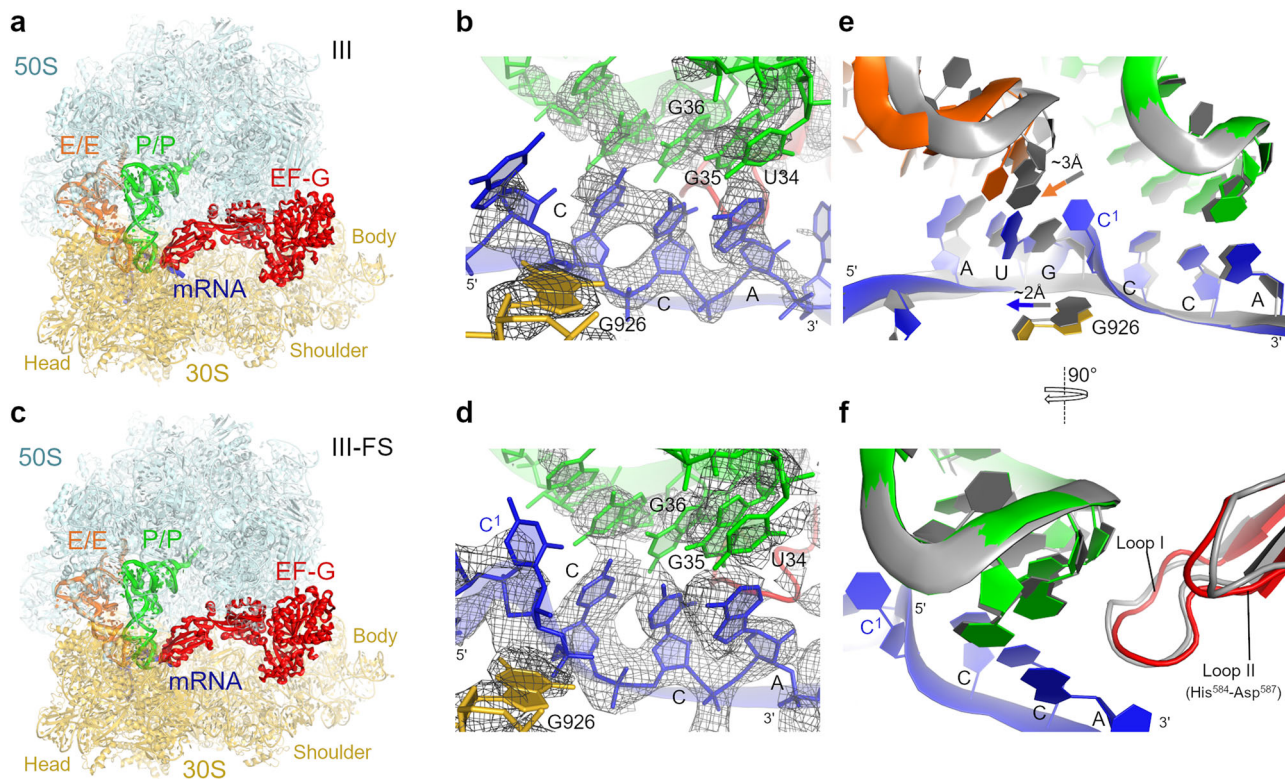 a
III
50S
E/E
P/P
EF-G
Body
mRNA
Shoulder
Head
30S
b
G36
G35
U34
C
5'
C
A
G926
3'
c
III-FS
50S
E/E
P/P
EF-G
Body
mRNA
Shoulder
Head
30S
d
C¹
G36
C
G35
U34
5'
C
A
G926
3'
e
~3Å
C¹
5'
A
U
G
~2Å
C
C
A
G926
3'
90°
f
Loop I
5'
C¹
C
C
A
3'
Loop II
(His⁵⁸⁴-Asp⁵⁸⁷)